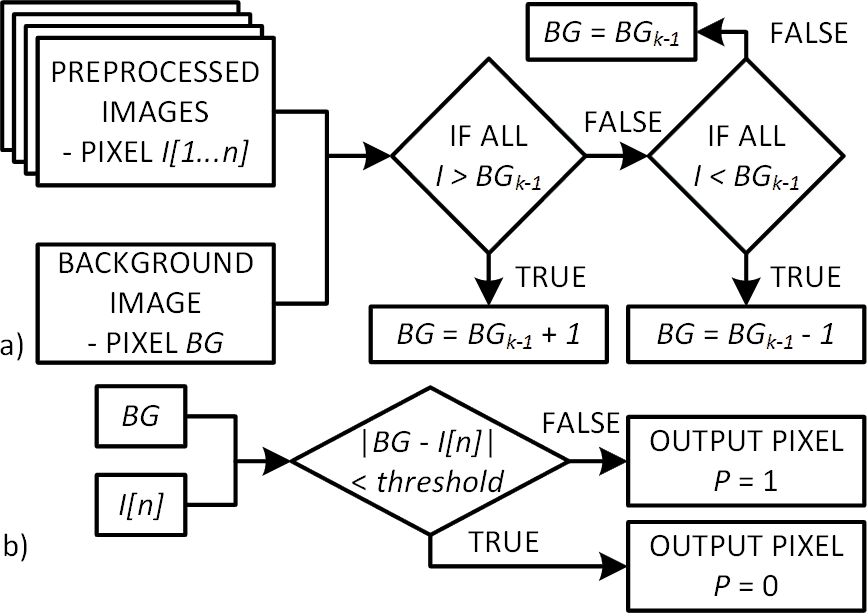 PREPROCESSED
IMAGES
- PIXEL I[1...n]
BACKGROUND
IMAGE
- PIXEL BG
a)
IF ALL
I > BGk-1
FALSE
IF ALL
I < BGk-1
FALSE
BG = BGk-1
TRUE
BG = BGk-1 + 1
TRUE
BG = BGk-1 - 1
BG
I[n]
b)
|BG - I[n]|
< threshold
FALSE
OUTPUT PIXEL
P = 1
TRUE
OUTPUT PIXEL
P = 0